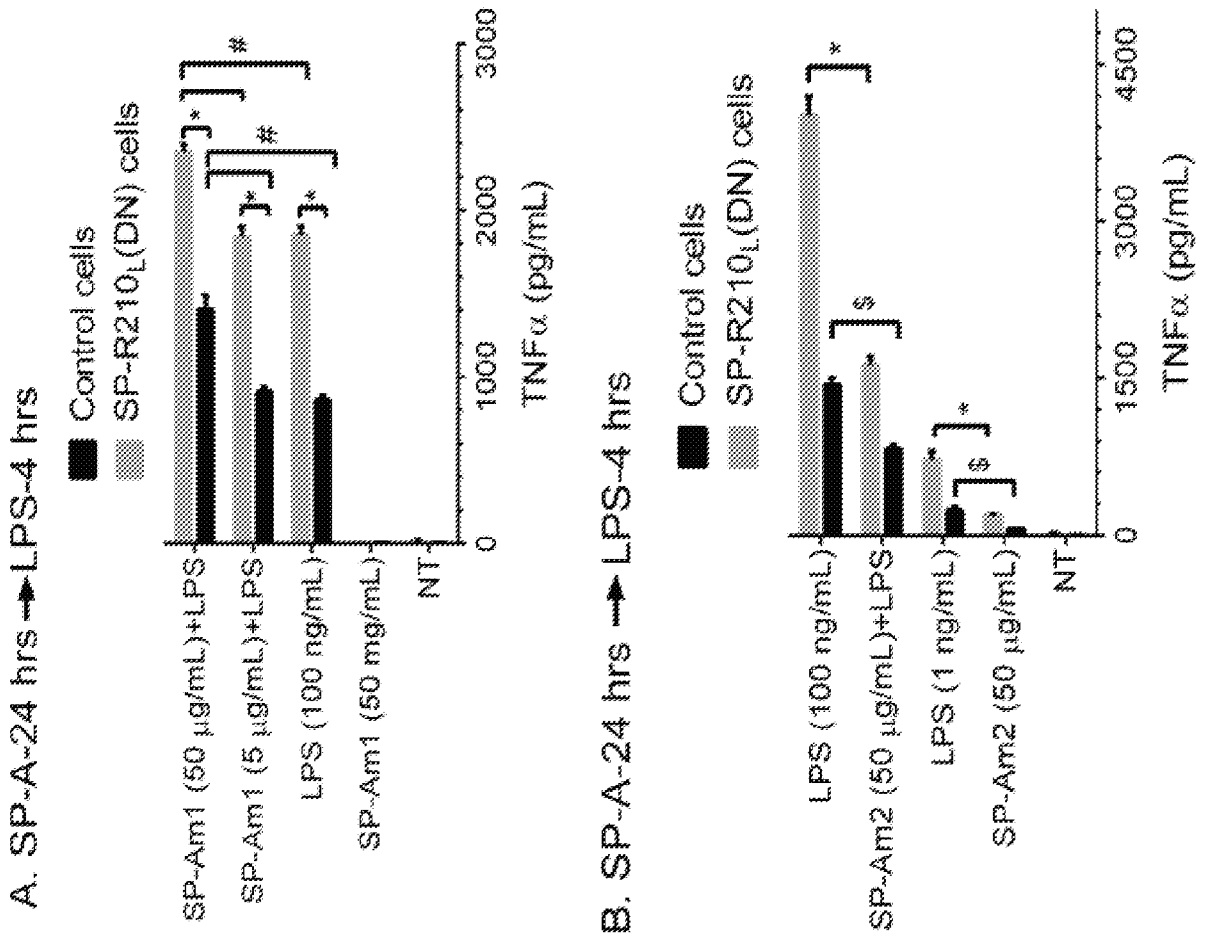 A. SP-A-24 hrs → LPS-4 hrs
Control cells
SP-R210L(DN) cells
SP-Am1 (50 µg/mL)+LPS
SP-Am1 (5 µg/mL)+LPS
LPS (100 ng/mL)
SP-Am1 (50 mg/mL)
NT
* # * # *
0 1000 2000 3000
TNFα (pg/mL)
B. SP-A-24 hrs → LPS-4 hrs
Control cells
SP-R210L(DN) cells
LPS (100 ng/mL)
SP-Am2 (50 µg/mL)+LPS
LPS (1 ng/mL)
SP-Am2 (50 µg/mL)
NT
* $ * $
0 1500 3000 4500
TNFα (pg/mL)